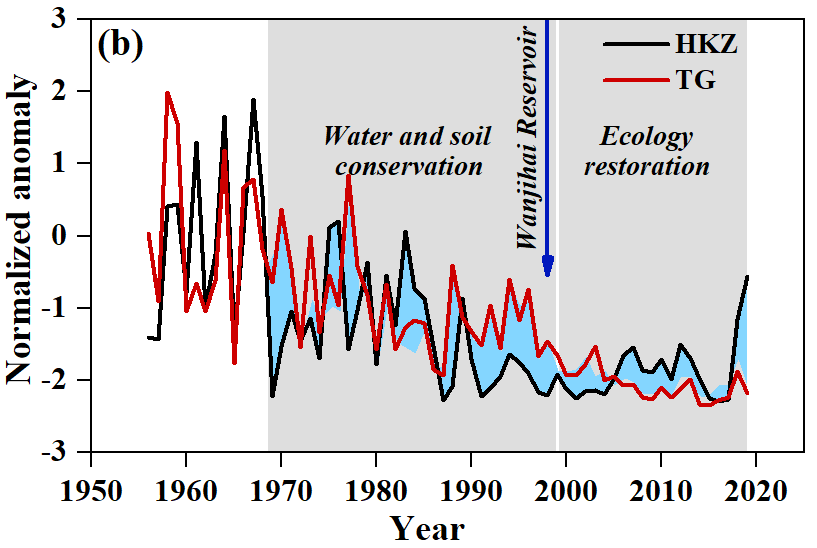 (b)
HKZ
TG
Water and soil
conservation
Wanjihai Reservoir
Ecology
restoration
Normalized anomaly
3
2
1
0
-1
-2
-3
1950 1960 1970 1980 1990 2000 2010 2020
Year